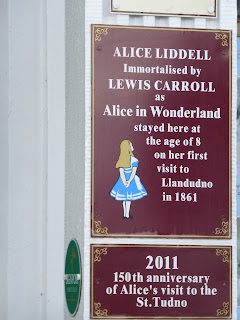 ALICE LIDDELL
Immortalised by
LEWIS CARROLL
as
Alice in Wonderland
stayed here at
the age of 8
on her first
visit to
Llandudno
in 1861
2011
150th anniversary
of Alice's visit to the
St.Tudno